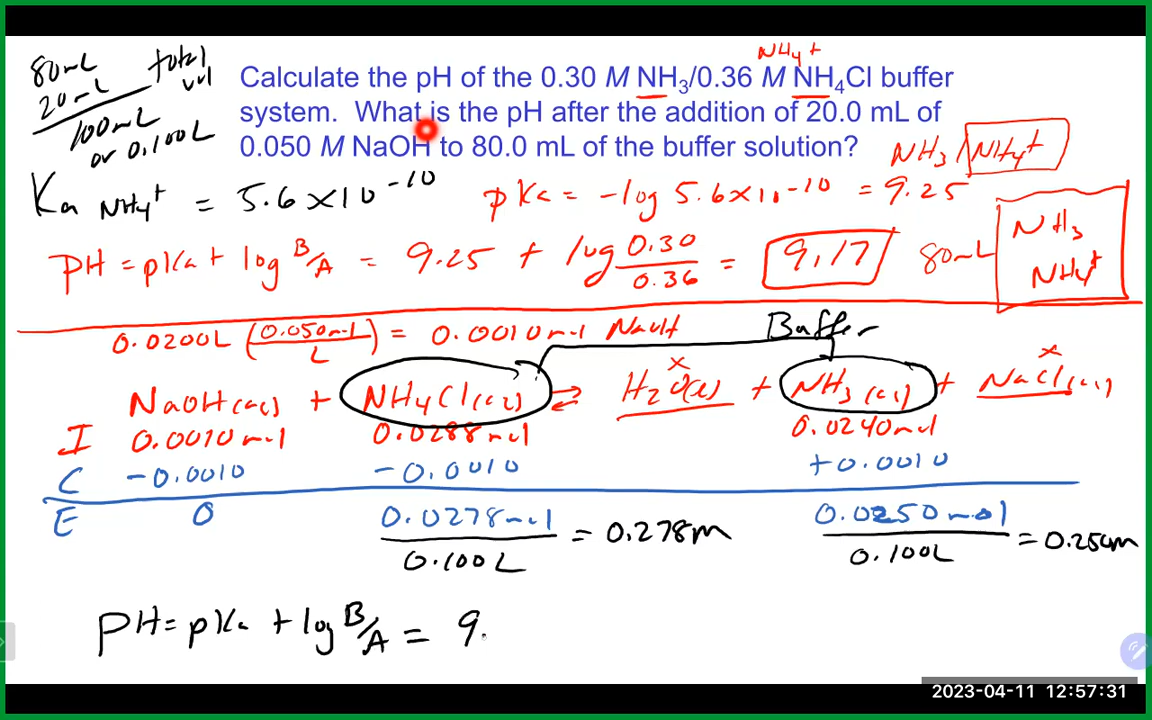 80mL total
20mL vol
100mL
or 0.100L
NH4+
Calculate the pH of the 0.30 M NH3/0.36 M NH4Cl buffer
system. What is the pH after the addition of 20.0 mL of
0.050 M NaOH to 80.0 mL of the buffer solution?
NH3/NH4+
Ka NH4+ = 5.6×10^-10
pKa = -log 5.6×10^-10 = 9.25
PH = pKa + log B/A = 9.25 + log 0.30/0.36 = 9.17
80mL
NH3
NH4+
0.0200L (0.050mol/L) = 0.0010mol NaOH
Buffer
NaOH(aq) + NH4Cl(aq) ⇌ H2O(l) + NH3(aq) + NaCl(aq)
x x
I 0.0010mol 0.0288mol 0.0240mol
C -0.0010 -0.0010 +0.0010
E 0 0.0278mol/0.100L = 0.278M 0.0250mol/0.100L = 0.250M
PH = pKa + log B/A = 9.
2023-04-11 12:57:31